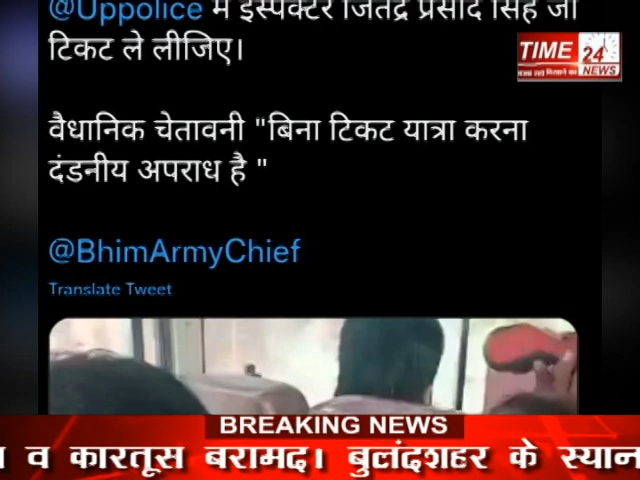 @Uppolice में इंस्पेक्टर जितेंद्र प्रसाद सिंह जी
टिकट ले लीजिए।
TIME 24 NEWS
वैधानिक चेतावनी "बिना टिकट यात्रा करना
दंडनीय अपराध है "
@BhimArmyChief
Translate Tweet
BREAKING NEWS
व कारतूस बरामद। बुलंदशहर के स्यान